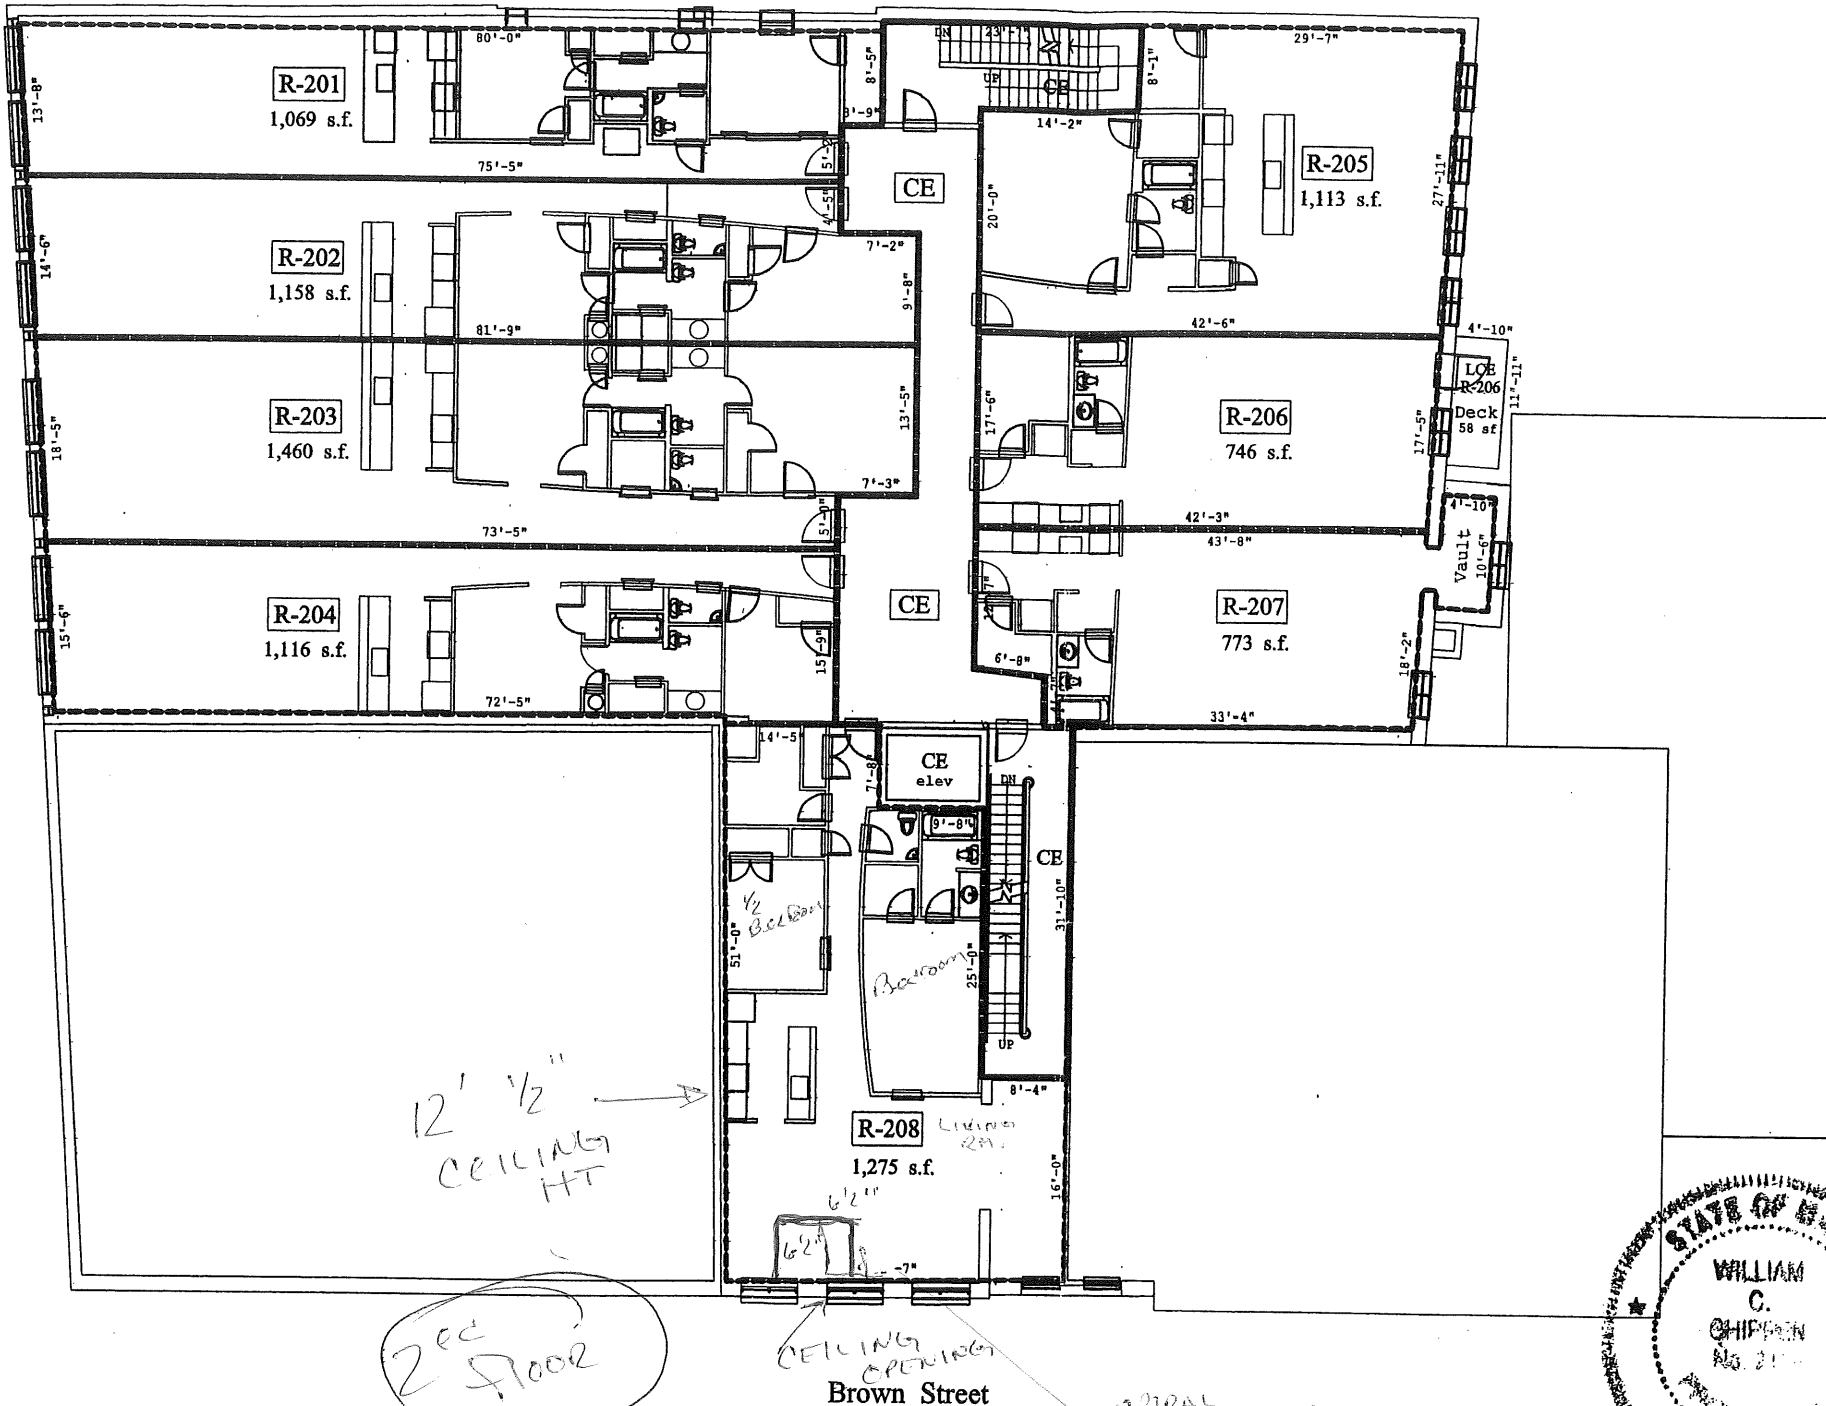 80'-0"
DN 23'-7"
29'-7"
13'-8"
R-201
1,069 s.f.
8'-5"
UP
CE
8'-1"
14'-2"
75'-5"
R-205
1,113 s.f.
27'-11"
CE
4'-5"
20'-0"
7'-2"
14'-6"
R-202
1,158 s.f.
9'-8"
81'-9"
42'-6"
4'-10"
LCE
R-206
Deck
58 sf
11'-11"
18'-5"
R-203
1,460 s.f.
13'-5"
17'-6"
R-206
746 s.f.
17'-5"
7'-3"
73'-5"
5'-0"
42'-3"
43'-8"
4'-10"
Vault
10'-6"
15'-6"
R-204
1,116 s.f.
15'-9"
CE
R-207
773 s.f.
18'-2"
6'-8"
72'-5"
33'-4"
14'-5"
7'-8"
CE
elev
DN
9'-8"
CE
31'-10"
1/2
Bedroom
51'-0"
Bedroom
25'-0"
UP
8'-4"
12' 1/2"
CEILING
HT
R-208
1,275 s.f.
LIVING
RM.
16'-0"
6'2"
6'2"
-7"
2ed
floor
CEILING
OPENING
Brown Street
STATE OF
WILLIAM
C.
No.